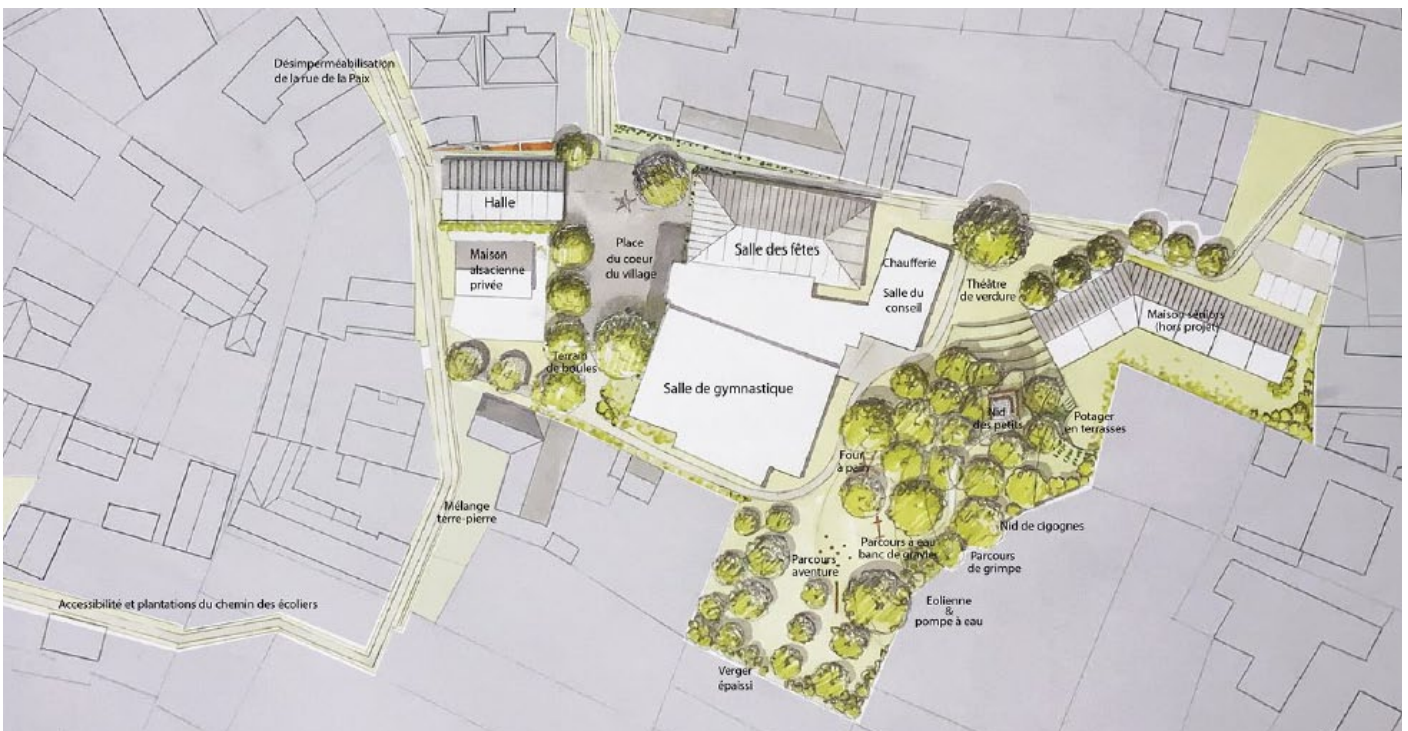 Désimperméabilisation
de la rue de la Paix
Halle
Maison
alsacienne
privée
Place
du coeur
du village
Salle des fêtes
Chaufferie
Salle du
conseil
Théâtre
de verdure
Maison séniors
(hors projet)
Terrain
de boules
Salle de gymnastique
Nid
des petits
Potager
en terrasses
Four
à pain
Mélange
terre-pierre
Nid de cigognes
Parcours à eau
banc de gravier
Parcours
de grimpe
Parcours
aventure
Eolienne
&
pompe à eau
Accessibilité et plantations du chemin des écoliers
Verger
épaissi